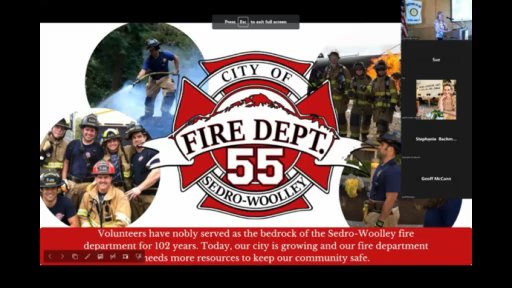 Press Esc to exit full screen
CITY OF
FIRE DEPT.
55
SEDRO-WOOLLEY
Sue
Stephanie Bachm...
Geoff McCann
Volunteers have nobly served as the bedrock of the Sedro-Woolley fire
department for 102 years. Today, our city is growing and our fire department
needs more resources to keep our community safe.